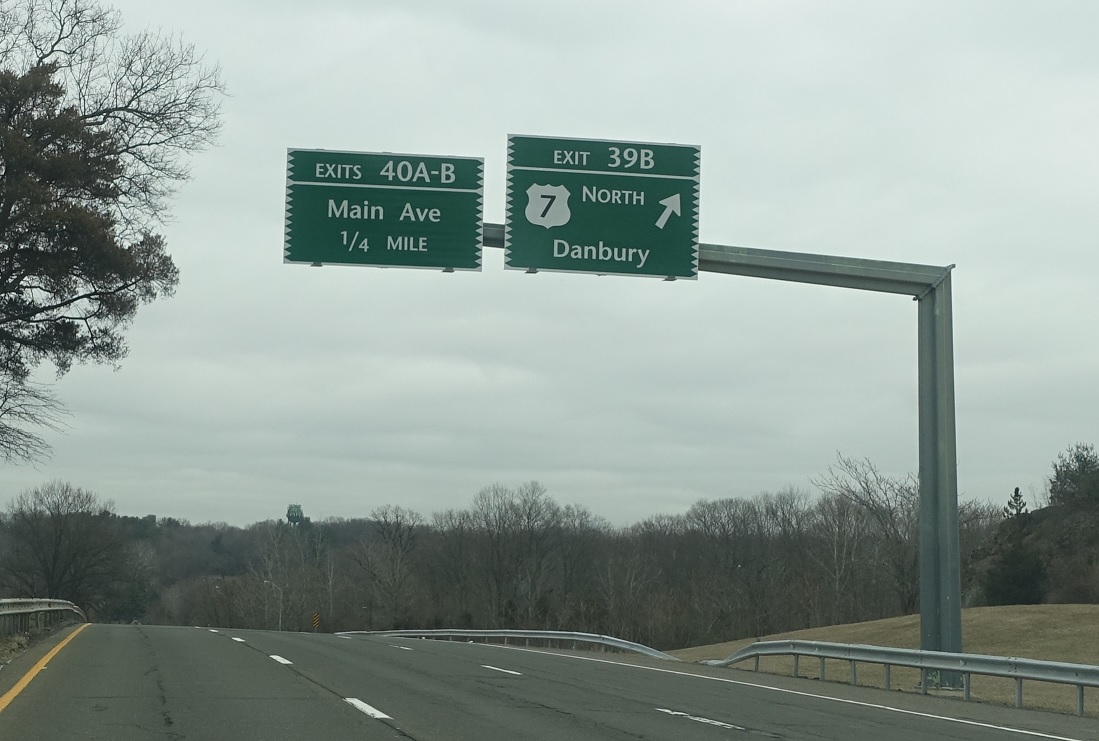 EXITS 40A-B
Main Ave
1/4 MILE
EXIT 39B
7 NORTH
Danbury